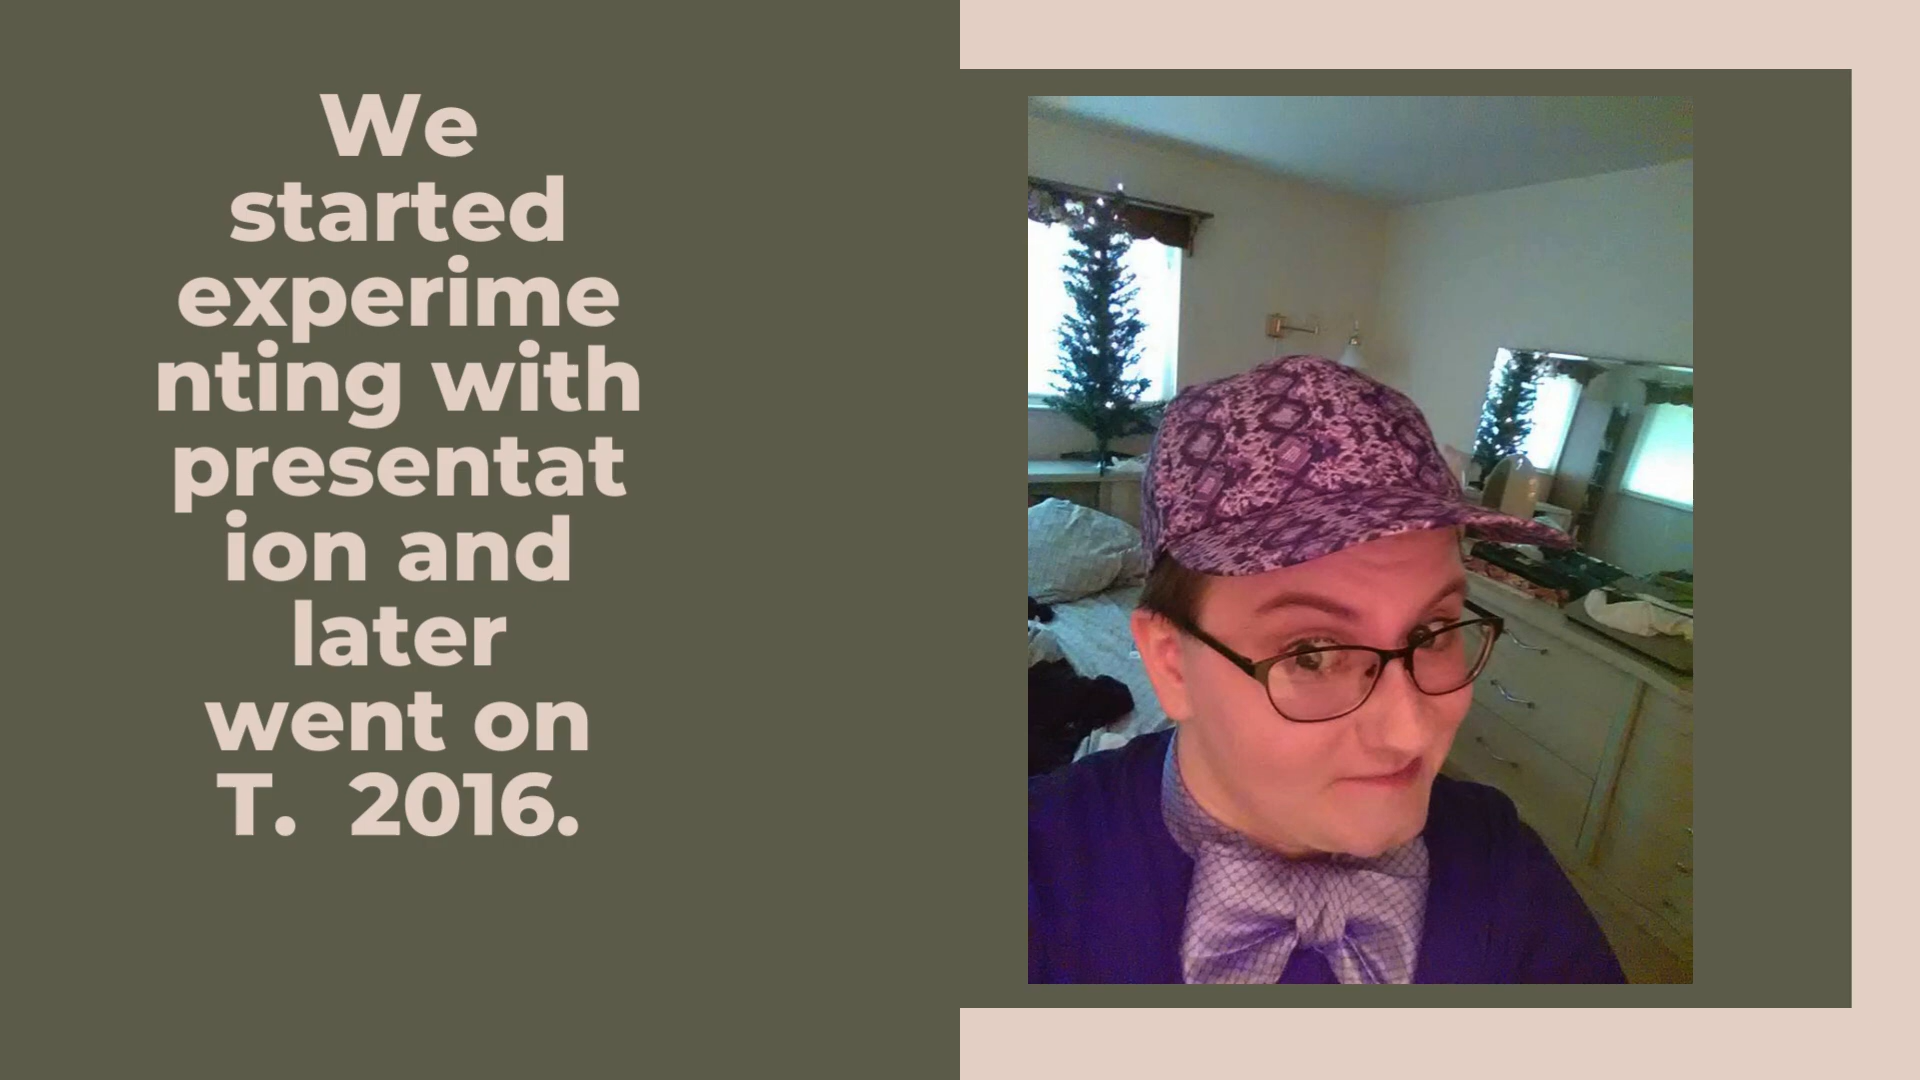 We
started
experime
nting with
presentat
ion and
later
went on
T.  2016.